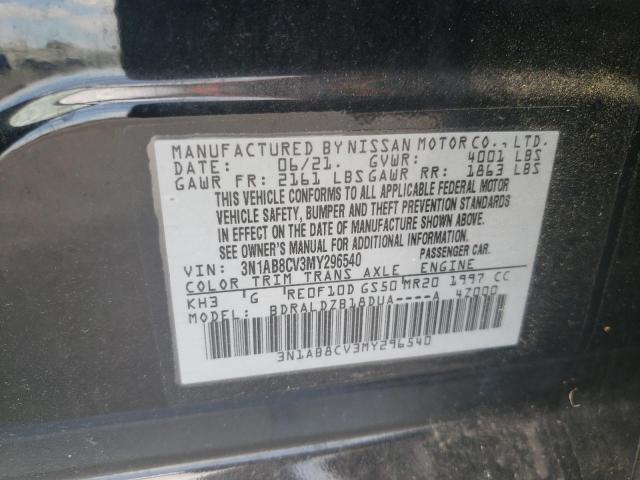 MANUFACTURED BY NISSAN MOTOR CO., LTD.
DATE: 06/21. GVWR: 4001 LBS
GAWR FR: 2161 LBS GAWR RR: 1863 LBS
THIS VEHICLE CONFORMS TO ALL APPLICABLE FEDERAL MOTOR
VEHICLE SAFETY, BUMPER AND THEFT PREVENTION STANDARDS
IN EFFECT ON THE DATE OF MANUFACTURE SHOWN ABOVE.
SEE OWNER'S MANUAL FOR ADDITIONAL INFORMATION.
VIN: 3N1AB8CV3MY296540 PASSENGER CAR.
COLOR TRIM TRANS AXLE ENGINE
KH3 G RE0F10D GS50 MR20 1997 CC
MODEL: BDRALDZB18DUA----A 4Z000
3N1AB8CV3MY296540